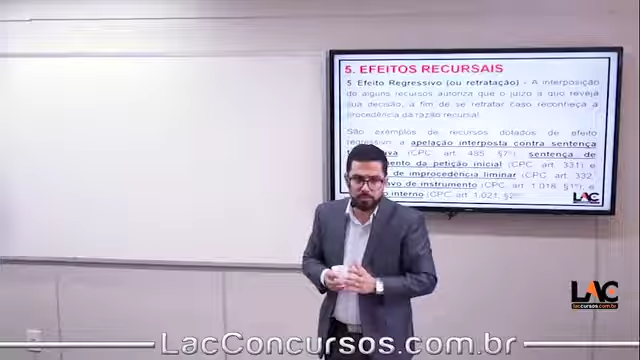 5. EFEITOS RECURSAIS
5 Efeito Regressivo (ou retratação) - A interposição
de alguns recursos autoriza que o juízo a quo reveja
sua decisão, a fim de se retratar caso reconheça a
procedência da razão recursal.
São exemplos de recursos dotados de efeito
regressivo: a apelação interposta contra sentença
(CPC art. 485 §7º) sentença de
da petição inicial (CPC art. 331) e
de improcedência liminar (CPC art. 332
de instrumento (CPC art. 1.018 §1º), e
interno (CPC art. 1.021, §2º
LAC
LAC
lacconcursos.com.br
LacConcursos.com.br